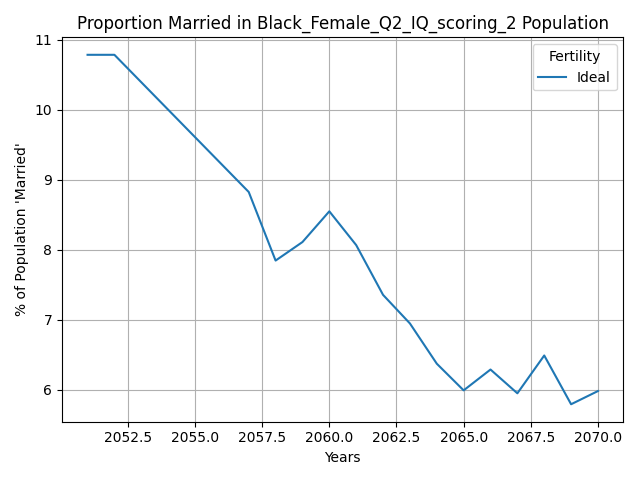 Proportion Married in Black_Female_Q2_IQ_scoring_2 Population
11
10
9
8
7
6
% of Population 'Married'
Fertility
Ideal
2052.5 2055.0 2057.5 2060.0 2062.5 2065.0 2067.5 2070.0
Years